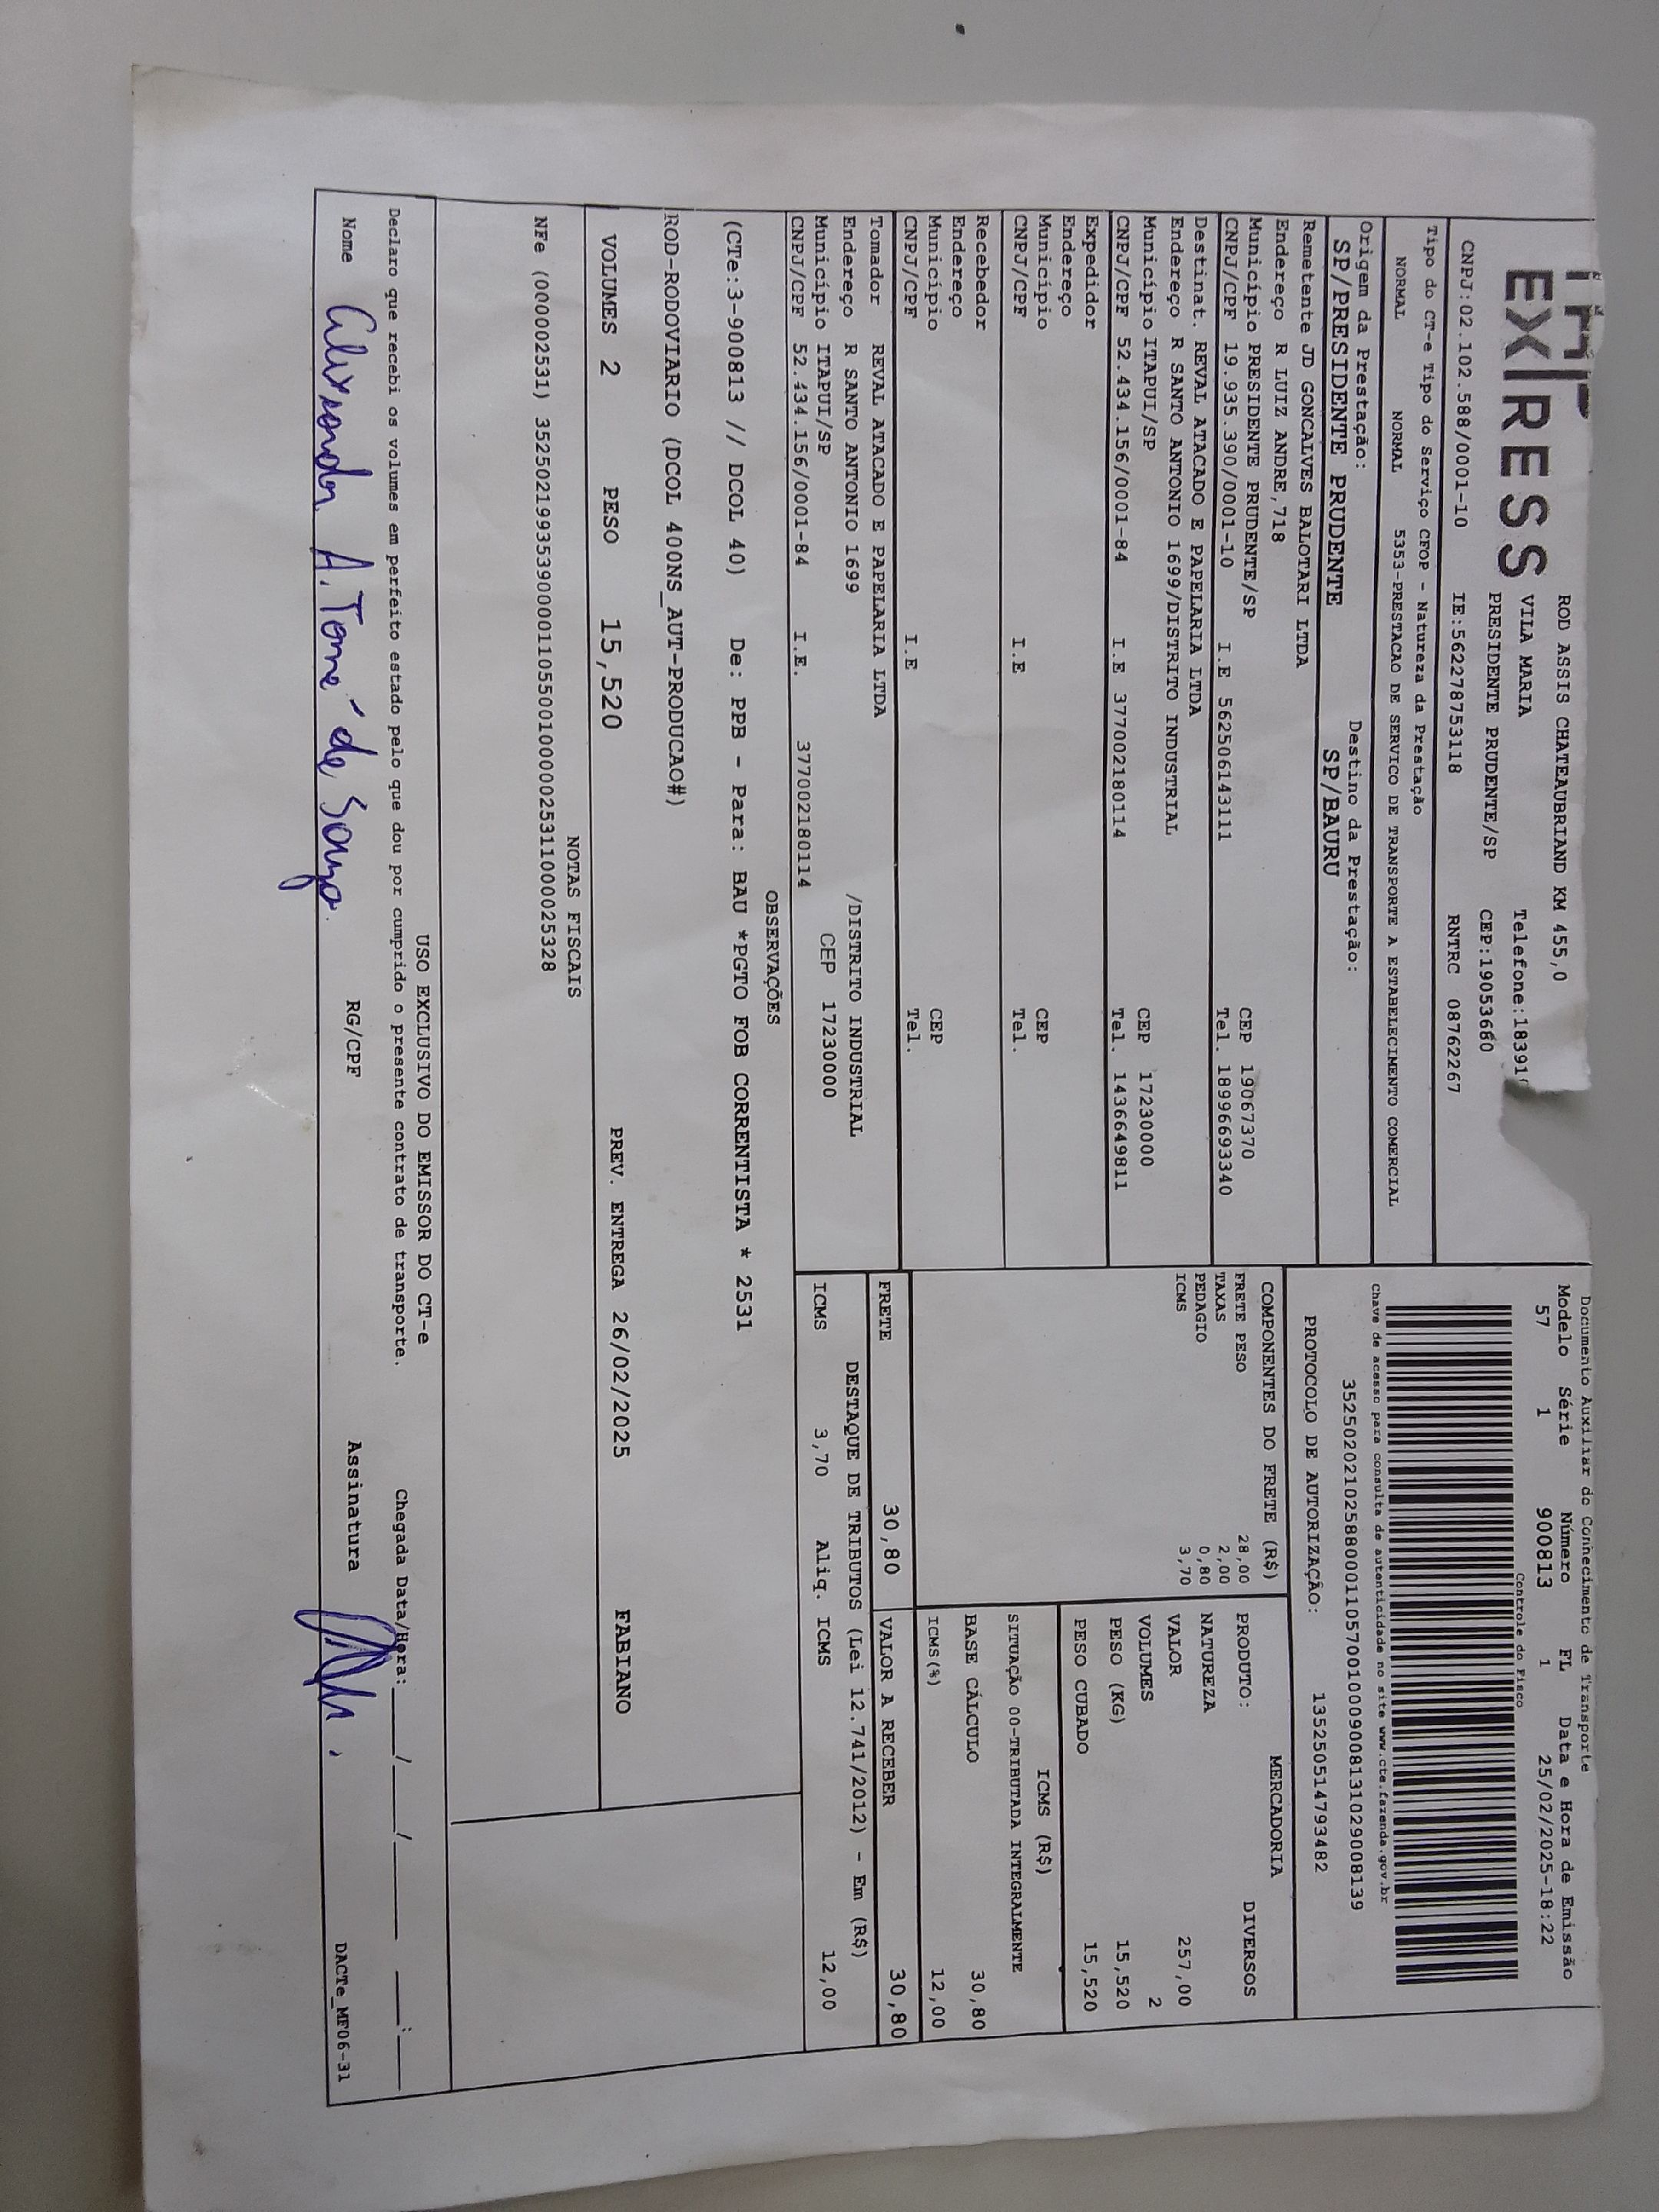 EXPRESS
ROD ASSIS CHATEAUBRIAND KM 455,0
VILA MARIA
Telefone:18391
PRESIDENTE PRUDENTE/SP CEP:19053680
CNPJ:02.102.588/0001-10 IE:562278753118 RNTRC 08762267
Tipo do CT-e Tipo do Serviço CFOP - Natureza da Prestação
NORMAL NORMAL 5353-PRESTACAO DE SERVICO DE TRANSPORTE A ESTABELECIMENTO COMERCIAL
Origem da Prestação: Destino da Prestação:
SP/PRESIDENTE PRUDENTE SP/BAURU
Documento Auxiliar do Conhecimento de Transporte
Modelo Série Número FL Data e Hora de Emissão
57 1 900813 1 25/02/2025-18:22
Controle do Fisco
Chave de acesso para consulta de autenticidade no site www.cte.fazenda.gov.br
35250202102588000110570010009008131029008139
PROTOCOLO DE AUTORIZAÇÃO: 135250514793482
Remetente JD GONCALVES BALOTARI LTDA
Endereço R LUIZ ANDRE,718
Município PRESIDENTE PRUDENTE/SP CEP 19067370
CNPJ/CPF 19.935.390/0001-10 I.E 562506143111 Tel. 18996693340
Destinat. REVAL ATACADO E PAPELARIA LTDA
Endereço R SANTO ANTONIO 1699/DISTRITO INDUSTRIAL
Município ITAPUI/SP CEP 17230000
CNPJ/CPF 52.434.156/0001-84 I.E 377002180114 Tel. 1436649811
Expedidor
Endereço
Município CEP
CNPJ/CPF I.E Tel.
Recebedor
Endereço
Município CEP
CNPJ/CPF I.E Tel.
Tomador REVAL ATACADO E PAPELARIA LTDA
Endereço R SANTO ANTONIO 1699 /DISTRITO INDUSTRIAL
Município ITAPUI/SP CEP 17230000
CNPJ/CPF 52.434.156/0001-84 I.E. 377002180114
COMPONENTES DO FRETE (R$)
FRETE PESO 28,00
TAXAS 2,00
PEDAGIO 0,80
ICMS 3,70
MERCADORIA
PRODUTO: DIVERSOS
NATUREZA
VALOR 257,00
VOLUMES 2
PESO (KG) 15,520
PESO CUBADO 15,520
ICMS (R$)
SITUAÇÃO 00-TRIBUTADA INTEGRALMENTE
BASE CÁLCULO 30,80
ICMS(%) 12,00
FRETE 30,80 VALOR A RECEBER 30,80
DESTAQUE DE TRIBUTOS (Lei 12.741/2012) - Em (R$)
ICMS 3,70 Aliq. ICMS 12,00
OBSERVAÇÕES
(CTe:3-900813 // DCOL 40) De: PPB - Para: BAU *PGTO FOB CORRENTISTA * 2531
ROD-RODOVIARIO (DCOL 400NS_AUT-PRODUCAO#)
VOLUMES 2 PESO 15,520 PREV. ENTREGA 26/02/2025 FABIANO
NOTAS FISCAIS
NFe (000002531) 35250219935390000110550010000025311000025328
USO EXCLUSIVO DO EMISSOR DO CT-e
Declaro que recebi os volumes em perfeito estado pelo que dou por cumprido o presente contrato de transporte. Chegada Data/Hora: ____/____/____ ___:___
Nome Alexsander A. Tomé de Souza. RG/CPF Assinatura DACTe_MF06-31